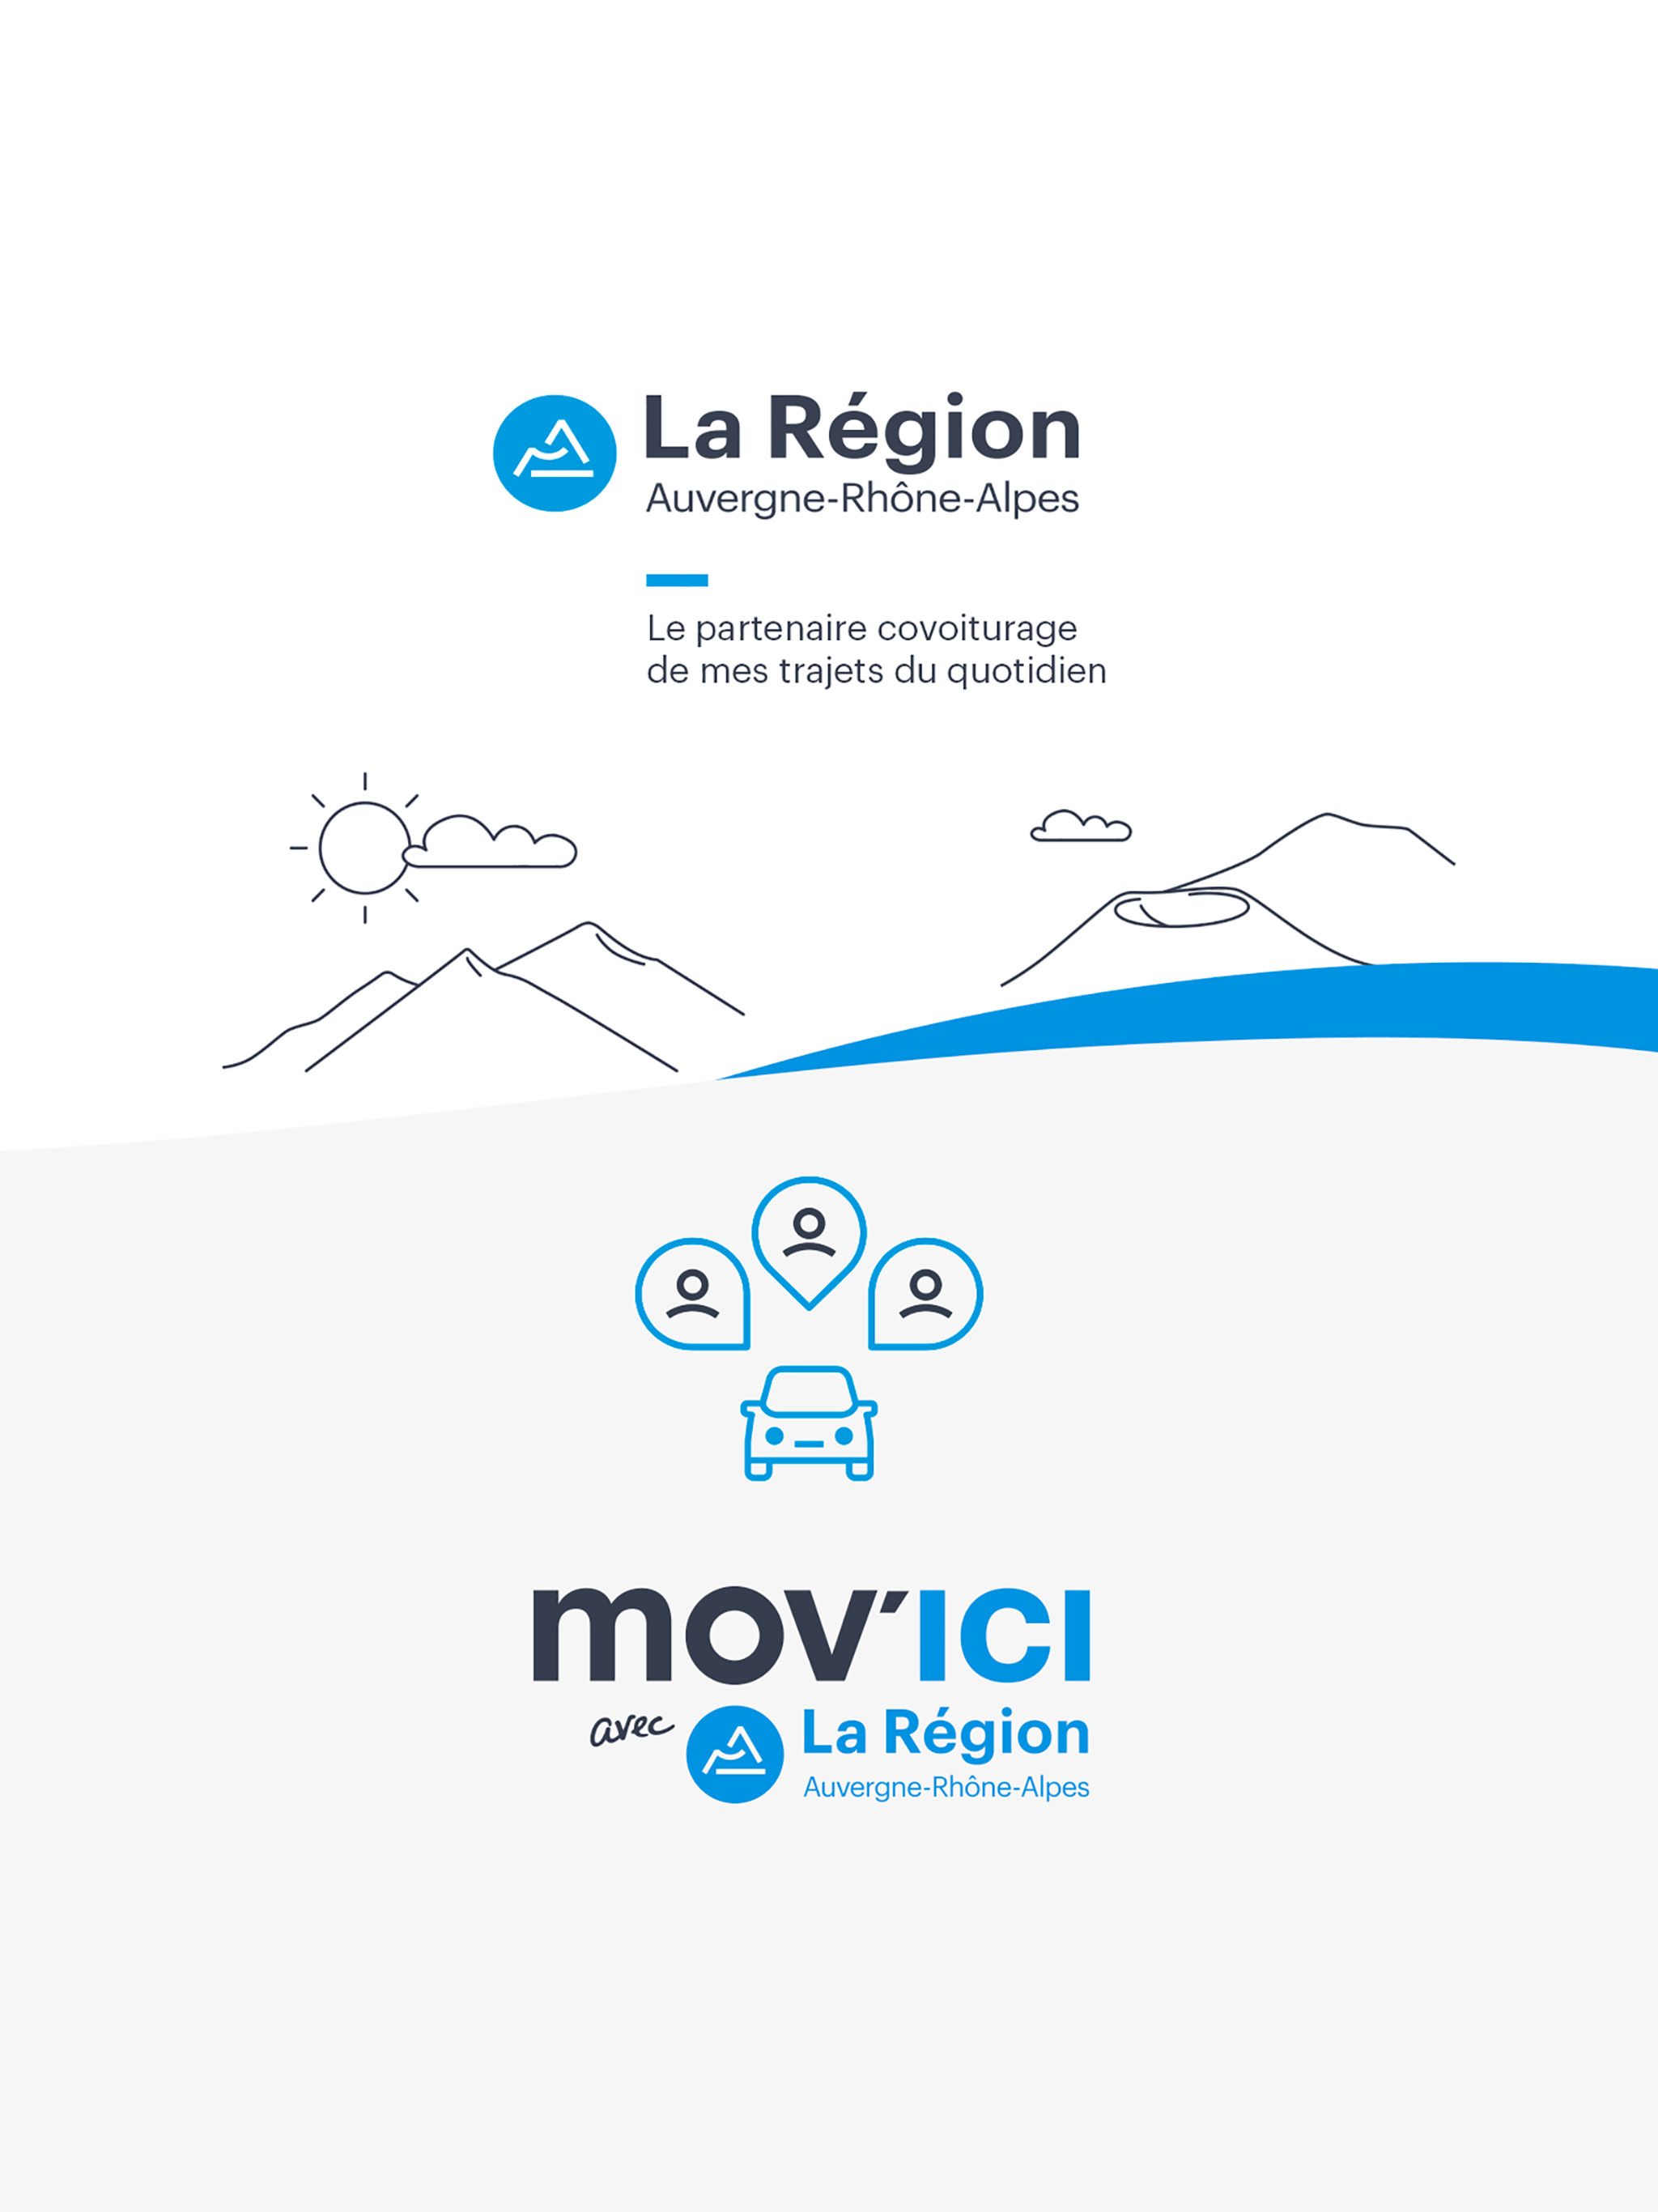 La Région
Auvergne-Rhône-Alpes
Le partenaire covoiturage
de mes trajets du quotidien
mov'ICI
avec
La Région
Auvergne-Rhône-Alpes